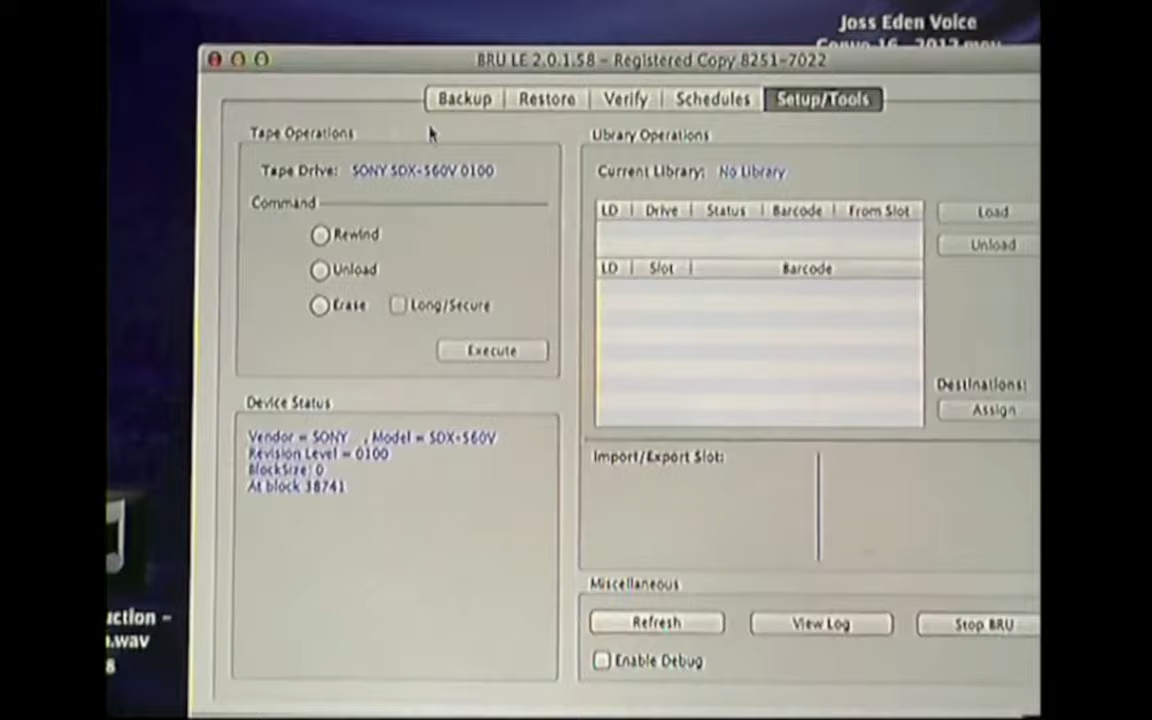 Joss Eden Voice
BRU LE 2.0.1.58 – Registered Copy 8251-7022
Backup Restore Verify Schedules Setup/Tools
Tape Operations
Tape Drive: SONY SDX-560V 0100
Command
Rewind
Unload
Erase Long/Secure
Execute
Device Status
Vendor = SONY , Model = SDX-560V
Revision Level = 0100
BlockSize: 0
At block 38741
Library Operations
Current Library: No Library
LD Drive Status Barcode From Slot
Load
Unload
LD Slot Barcode
Destinations:
Assign
Import/Export Slot:
Miscellaneous
Refresh View Log Stop BRU
Enable Debug
uction –
.wav